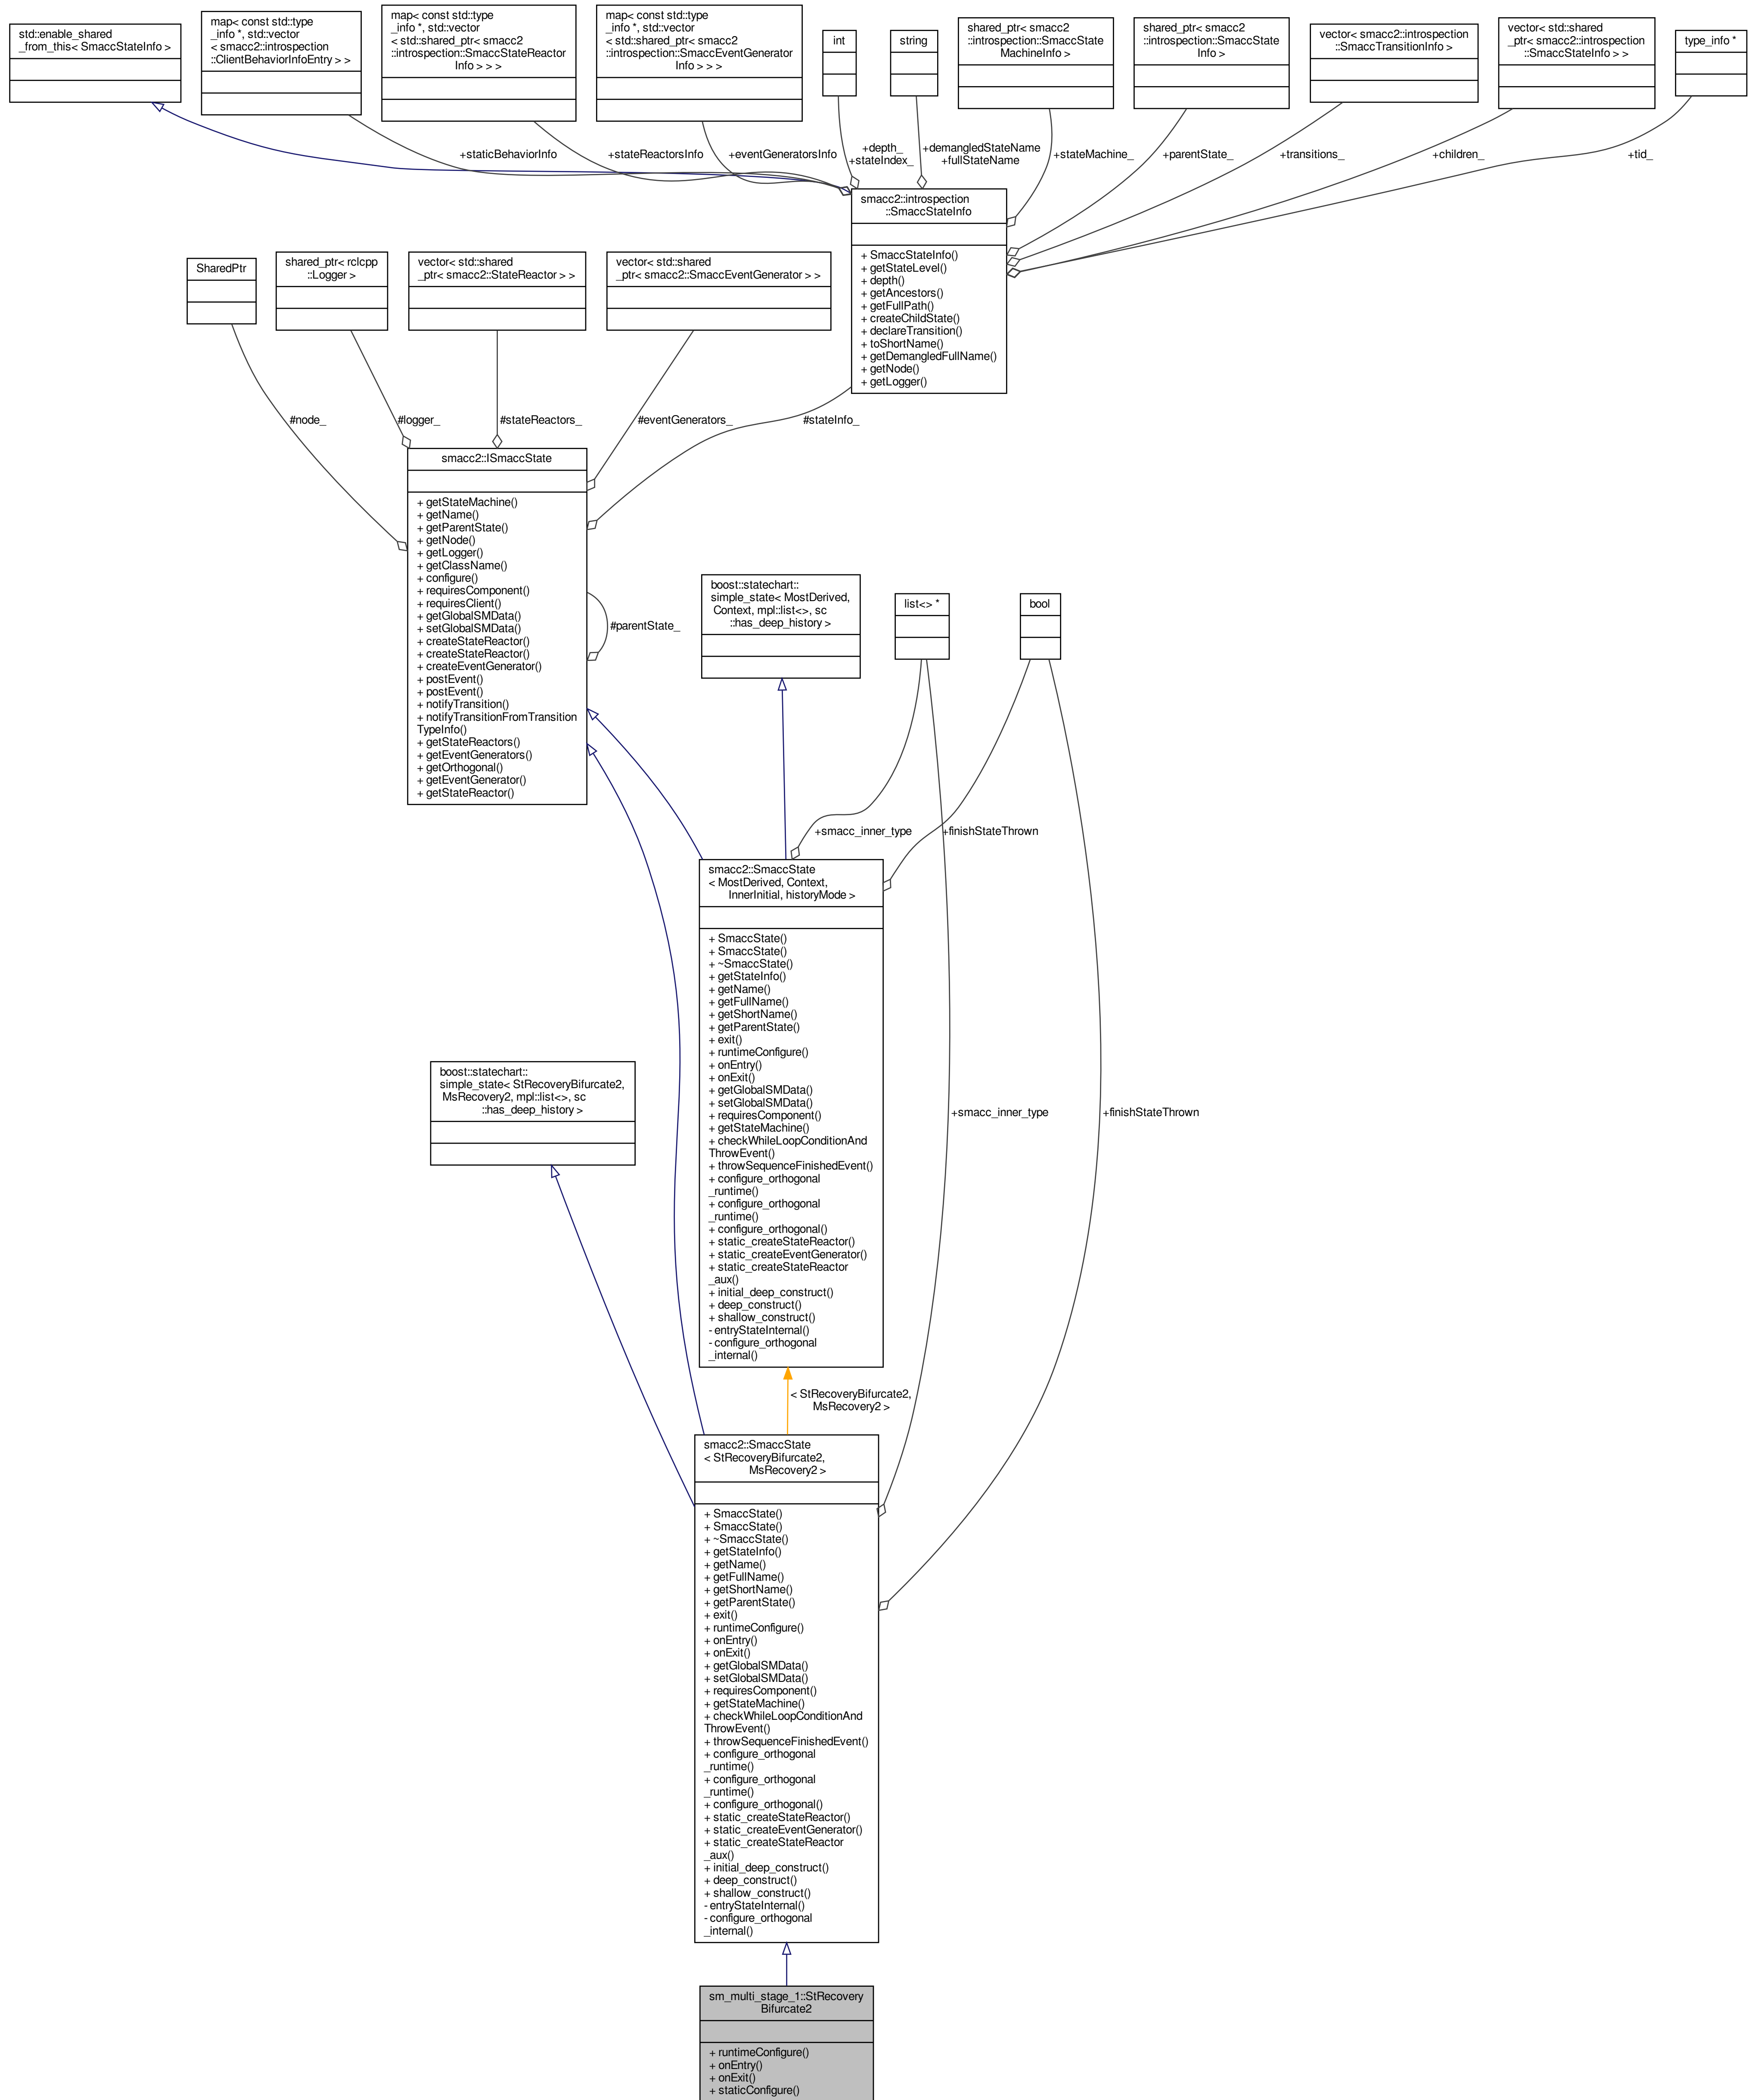 std::enable_shared
_from_this< SmaccStateInfo >
map< const std::type
_info *, std::vector
< smacc2::introspection
::ClientBehaviorInfoEntry > >
map< const std::type
_info *, std::vector
< std::shared_ptr< smacc2
::introspection::SmaccStateReactor
Info > > >
map< const std::type
_info *, std::vector
< std::shared_ptr< smacc2
::introspection::SmaccEventGenerator
Info > > >
int
string
shared_ptr< smacc2
::introspection::SmaccState
MachineInfo >
shared_ptr< smacc2
::introspection::SmaccState
Info >
vector< smacc2::introspection
::SmaccTransitionInfo >
vector< std::shared
_ptr< smacc2::introspection
::SmaccStateInfo > >
type_info *
+staticBehaviorInfo
+stateReactorsInfo
+eventGeneratorsInfo
+depth_
+stateIndex_
+demangledStateName
+fullStateName
+stateMachine_
+parentState_
+transitions_
+children_
+tid_
smacc2::introspection
::SmaccStateInfo
+ SmaccStateInfo()
+ getStateLevel()
+ depth()
+ getAncestors()
+ getFullPath()
+ createChildState()
+ declareTransition()
+ toShortName()
+ getDemangledFullName()
+ getNode()
+ getLogger()
SharedPtr
shared_ptr< rclcpp
::Logger >
vector< std::shared
_ptr< smacc2::StateReactor > >
vector< std::shared
_ptr< smacc2::SmaccEventGenerator > >
#node_
#logger_
#stateReactors_
#eventGenerators_
#stateInfo_
smacc2::ISmaccState
+ getStateMachine()
+ getName()
+ getParentState()
+ getNode()
+ getLogger()
+ getClassName()
+ configure()
+ requiresComponent()
+ requiresClient()
+ getGlobalSMData()
+ setGlobalSMData()
+ createStateReactor()
+ createStateReactor()
+ createEventGenerator()
+ postEvent()
+ postEvent()
+ notifyTransition()
+ notifyTransitionFromTransition
TypeInfo()
+ getStateReactors()
+ getEventGenerators()
+ getOrthogonal()
+ getEventGenerator()
+ getStateReactor()
#parentState_
boost::statechart::
simple_state< MostDerived,
Context, mpl::list<>, sc
::has_deep_history >
list<> *
bool
+smacc_inner_type
+finishStateThrown
smacc2::SmaccState
< MostDerived, Context,
InnerInitial, historyMode >
+ SmaccState()
+ SmaccState()
+ ~SmaccState()
+ getStateInfo()
+ getName()
+ getFullName()
+ getShortName()
+ getParentState()
+ exit()
+ runtimeConfigure()
+ onEntry()
+ onExit()
+ getGlobalSMData()
+ setGlobalSMData()
+ requiresComponent()
+ getStateMachine()
+ checkWhileLoopConditionAnd
ThrowEvent()
+ throwSequenceFinishedEvent()
+ configure_orthogonal
_runtime()
+ configure_orthogonal
_runtime()
+ configure_orthogonal()
+ static_createStateReactor()
+ static_createEventGenerator()
+ static_createStateReactor
_aux()
+ initial_deep_construct()
+ deep_construct()
+ shallow_construct()
- entryStateInternal()
- configure_orthogonal
_internal()
boost::statechart::
simple_state< StRecoveryBifurcate2,
MsRecovery2, mpl::list<>, sc
::has_deep_history >
+smacc_inner_type
+finishStateThrown
< StRecoveryBifurcate2,
MsRecovery2 >
smacc2::SmaccState
< StRecoveryBifurcate2,
MsRecovery2 >
+ SmaccState()
+ SmaccState()
+ ~SmaccState()
+ getStateInfo()
+ getName()
+ getFullName()
+ getShortName()
+ getParentState()
+ exit()
+ runtimeConfigure()
+ onEntry()
+ onExit()
+ getGlobalSMData()
+ setGlobalSMData()
+ requiresComponent()
+ getStateMachine()
+ checkWhileLoopConditionAnd
ThrowEvent()
+ throwSequenceFinishedEvent()
+ configure_orthogonal
_runtime()
+ configure_orthogonal
_runtime()
+ configure_orthogonal()
+ static_createStateReactor()
+ static_createEventGenerator()
+ static_createStateReactor
_aux()
+ initial_deep_construct()
+ deep_construct()
+ shallow_construct()
- entryStateInternal()
- configure_orthogonal
_internal()
sm_multi_stage_1::StRecovery
Bifurcate2
+ runtimeConfigure()
+ onEntry()
+ onExit()
+ staticConfigure()